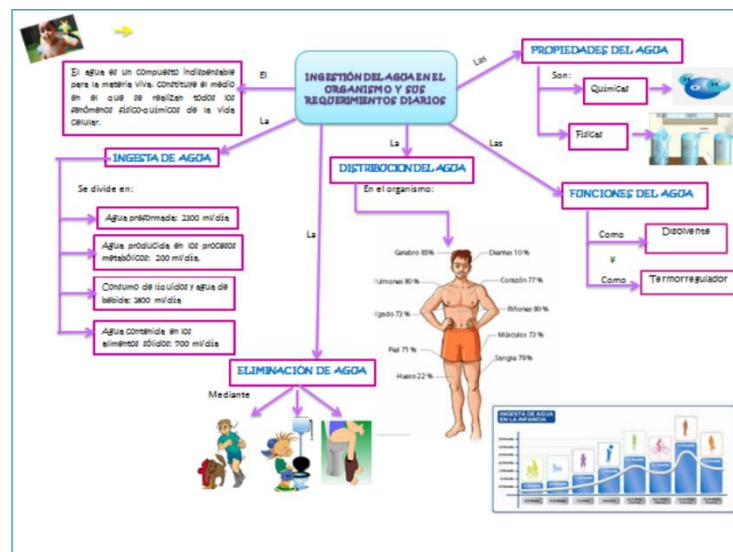 INGESTIÓN DEL AGUA EN EL
ORGANISMO Y SUS
REQUERIMIENTOS DIARIOS
El
El agua es un compuesto indispensable
para la materia viva. Constituye el medio
en el que se realizan todos los
fenómenos físico-químicos de la vida
celular.
La
INGESTA DE AGUA
Se divide en:
Agua preformada: 2300 ml/día
Agua producida en los procesos
metabólicos: 200 ml/día.
Consumo de líquidos y agua de
bebida:
Agua contenida en los
alimentos sólidos: 700 ml/día
La
ELIMINACIÓN DE AGUA
Mediante
La
DISTRIBUCION DEL AGUA
En el organismo:
Cerebro 85%
Dientes 10 %
Pulmones 80 %
Corazón 77 %
Riñones 80 %
Hígado 73 %
Músculos 73 %
Piel 71 %
Sangre 79%
Hueso 22 %
Las
PROPIEDADES DEL AGUA
Son:
Químicas
Físicas
Las
FUNCIONES DEL AGUA
Como
Disolvente
Y
Como
Termorregulador
INGESTA DE AGUA
EN LA INFANCIA